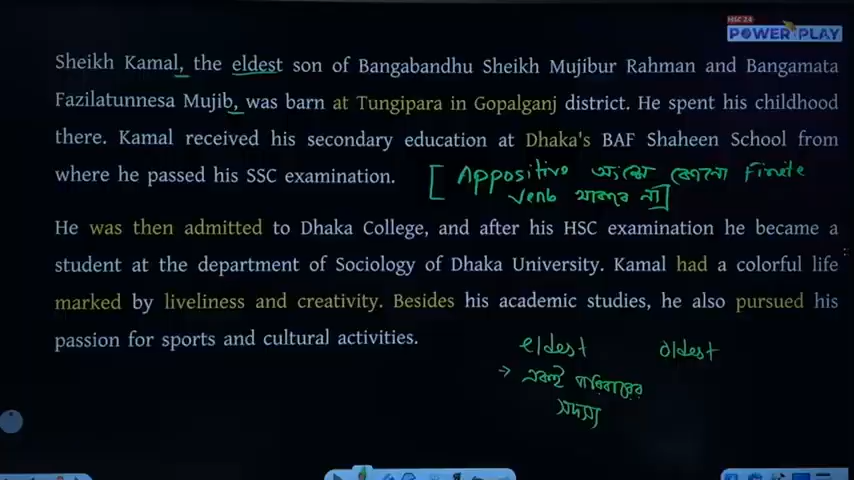 HSC 24
POWER PLAY
Sheikh Kamal, the eldest son of Bangabandhu Sheikh Mujibur Rahman and Bangamata
Fazilatunnesa Mujib, was barn at Tungipara in Gopalganj district. He spent his childhood
there. Kamal received his secondary education at Dhaka's BAF Shaheen School from
where he passed his SSC examination.
[Appositive অংশে কোনো Finite
Verb থাকবে না]
He was then admitted to Dhaka College, and after his HSC examination he became a
student at the department of Sociology of Dhaka University. Kamal had a colorful life
marked by liveliness and creativity. Besides his academic studies, he also pursued his
passion for sports and cultural activities.
eldest oldest
→ একই পরিবারের
সদস্য